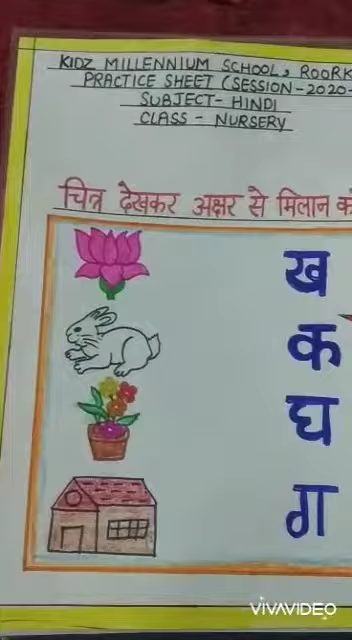 KIDZ MILLENNIUM SCHOOL, ROORK
PRACTICE SHEET (SESSION-2020-
SUBJECT- HINDI
CLASS - NURSERY
चित्र देखकर अक्षर से मिलान क
ख
क
घ
ग
VIVAVIDEO